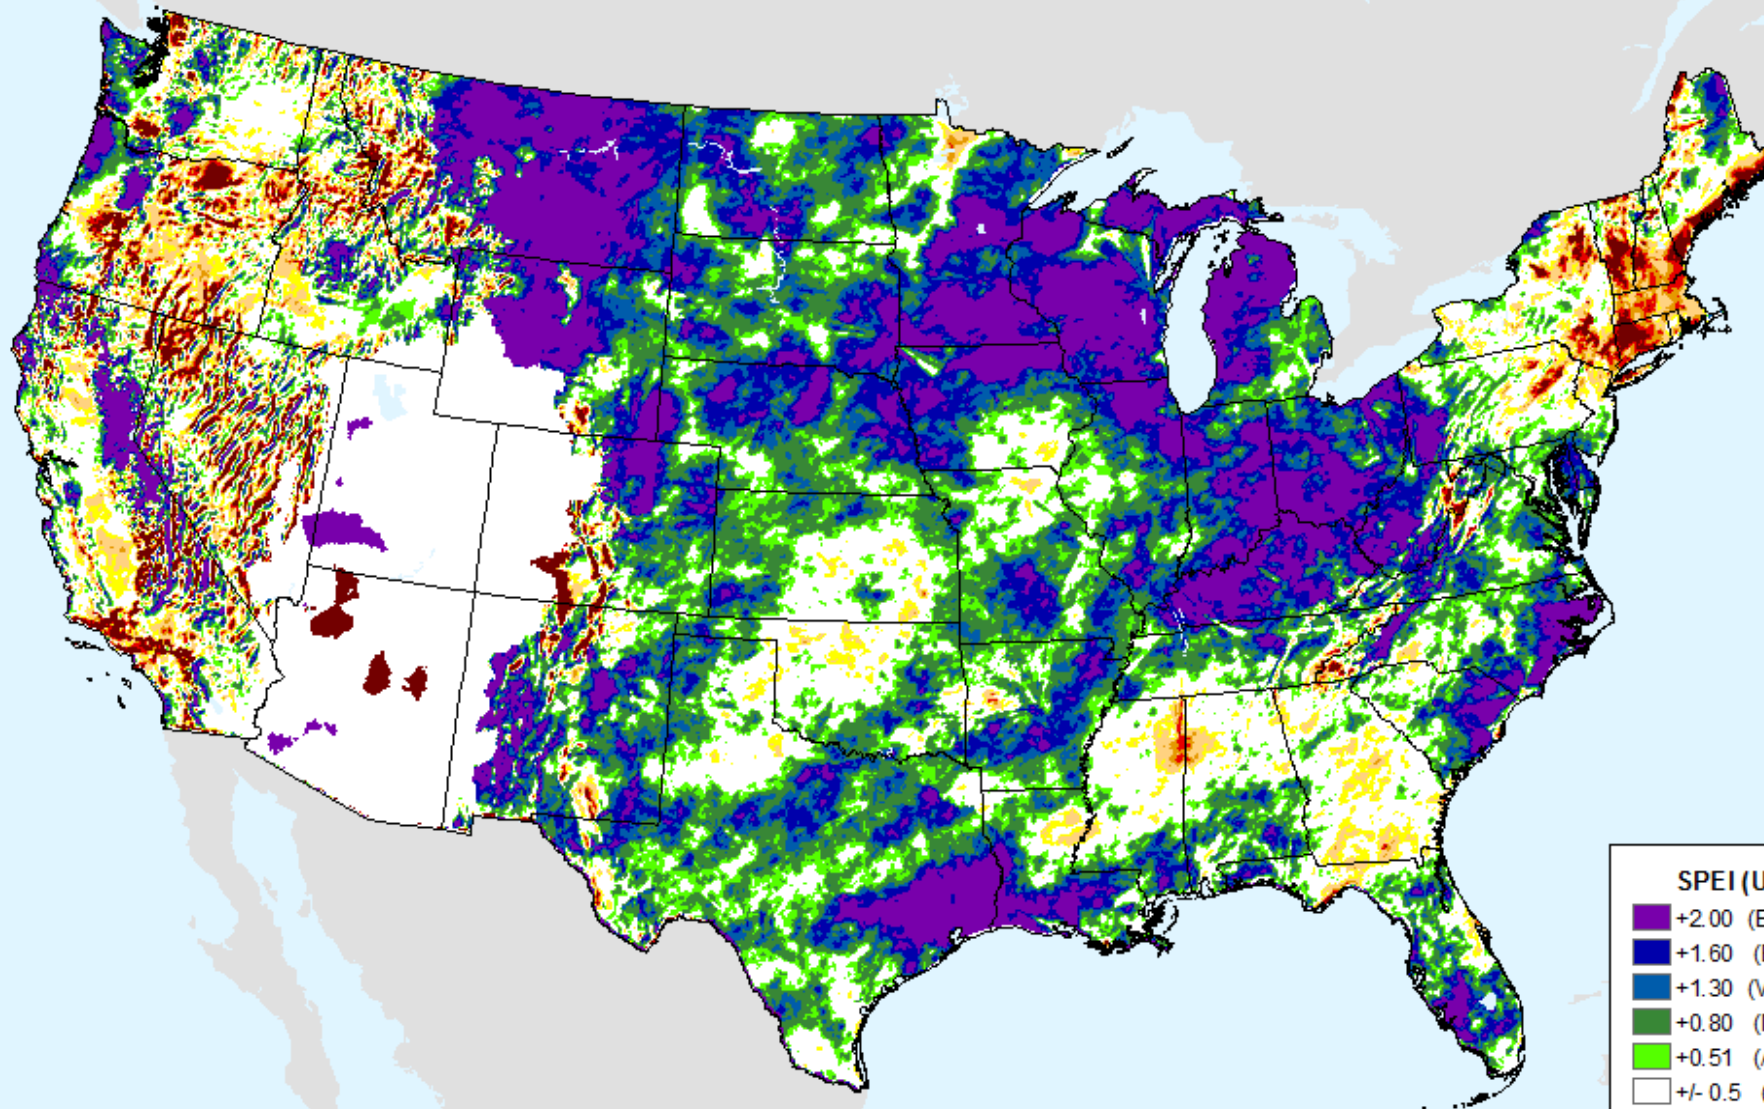 SPEI (U
+2.00 (E
+1.60 (
+1.30 (V
+0.80 (
+0.51 (
+/- 0.5 (